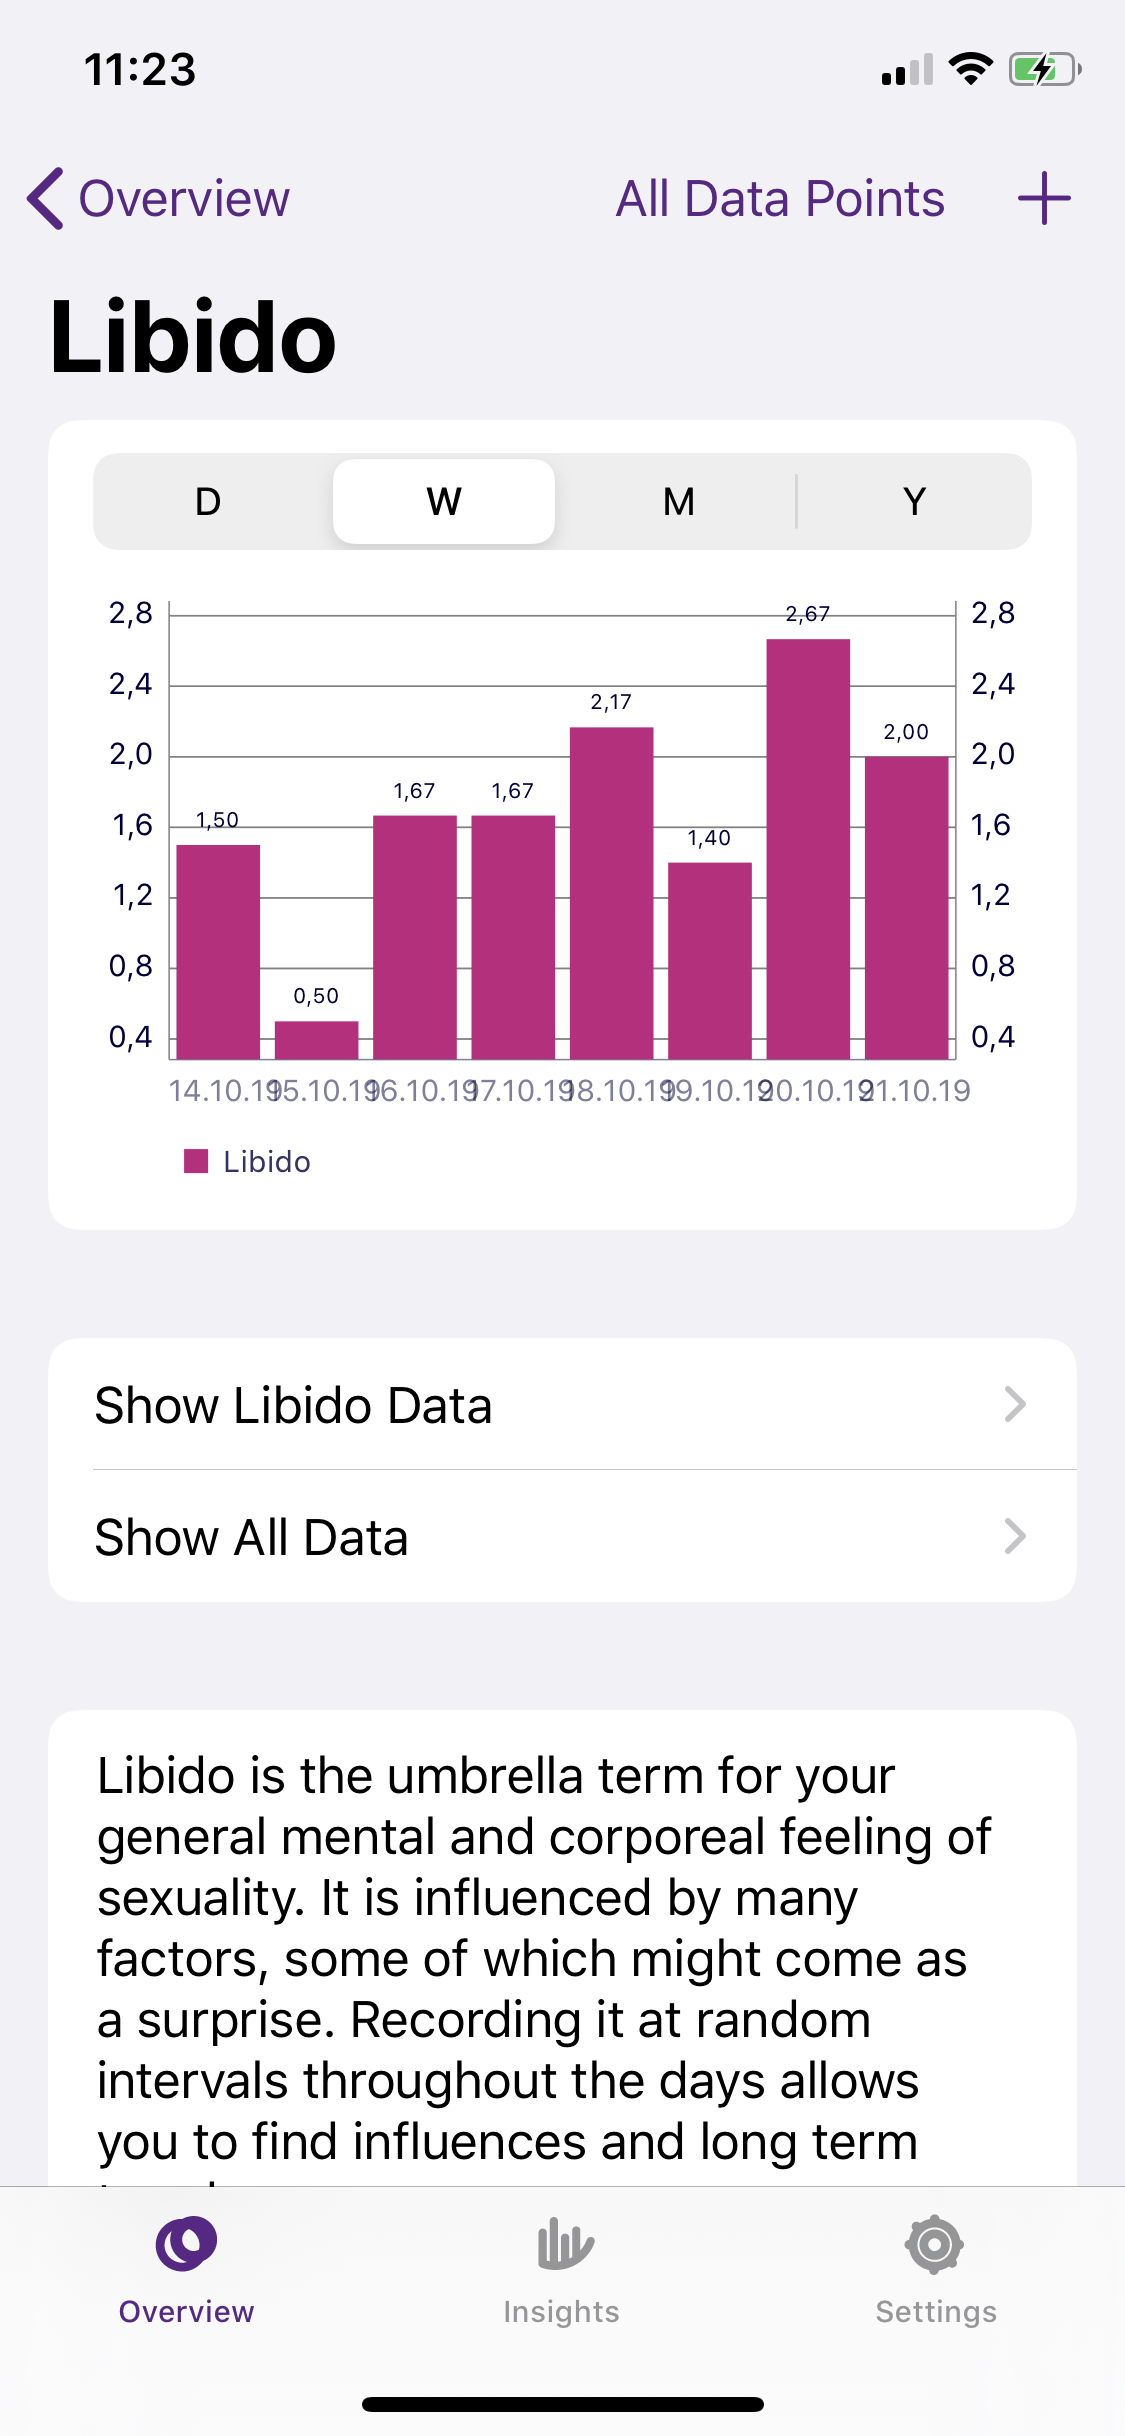 11:23
Overview
All Data Points
Libido
D W M Y
2,8 2,67 2,8
2,4 2,17 2,4
2,0 2,00 2,0
1,67 1,67
1,6 1,50 1,40 1,6
1,2 1,2
0,8 0,50 0,8
0,4 0,4
14.10.19 15.10.19 16.10.19 17.10.19 18.10.19 19.10.19 20.10.19 21.10.19
Libido
Show Libido Data
Show All Data
Libido is the umbrella term for your
general mental and corporeal feeling of
sexuality. It is influenced by many
factors, some of which might come as
a surprise. Recording it at random
intervals throughout the days allows
you to find influences and long term
Overview Insights Settings